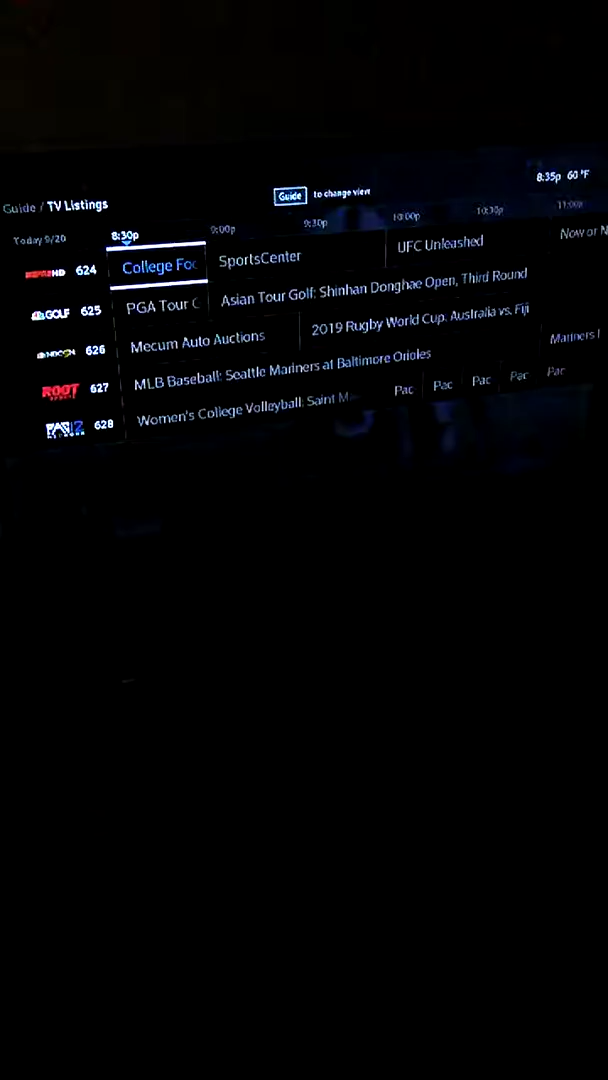 Guide / TV Listings
Guide to change view
8:35p 60°F
Today 9/20 8:30p 9:00p 9:30p 10:00p 10:30p 11:00p
HD 624 College Foo SportsCenter UFC Unleashed Now or N
GOLF 625 PGA Tour C Asian Tour Golf: Shinhan Donghae Open, Third Round
NBCSN 626 Mecum Auto Auctions 2019 Rugby World Cup. Australia vs. Fiji
ROOT 627 MLB Baseball: Seattle Mariners at Baltimore Orioles Mariners
PAC12 NETWORK 628 Women's College Volleyball: Saint M Pac Pac Pac Pac Pac